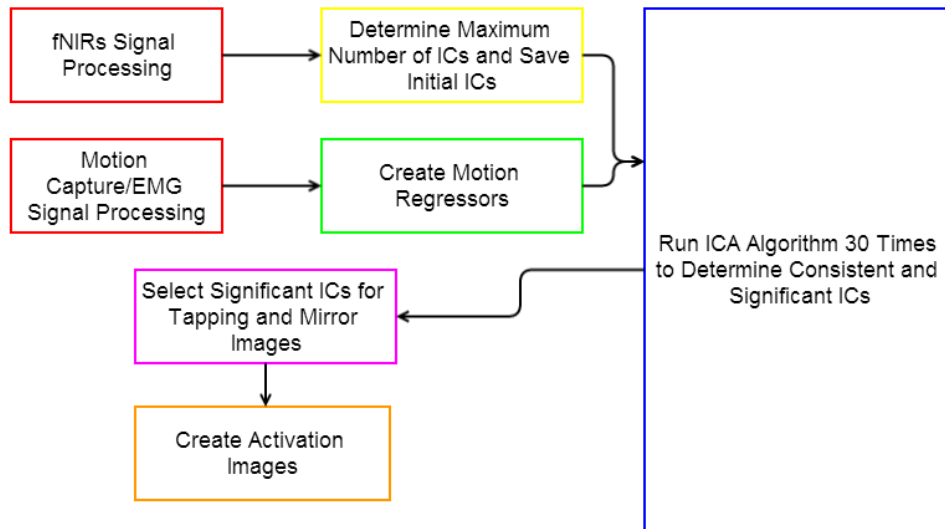 fNIRs Signal
Processing
Determine Maximum
Number of ICs and Save
Initial ICs
Motion
Capture/EMG
Signal Processing
Create Motion
Regressors
Run ICA Algorithm 30 Times
to Determine Consistent and
Significant ICs
Select Significant ICs for
Tapping and Mirror
Images
Create Activation
Images